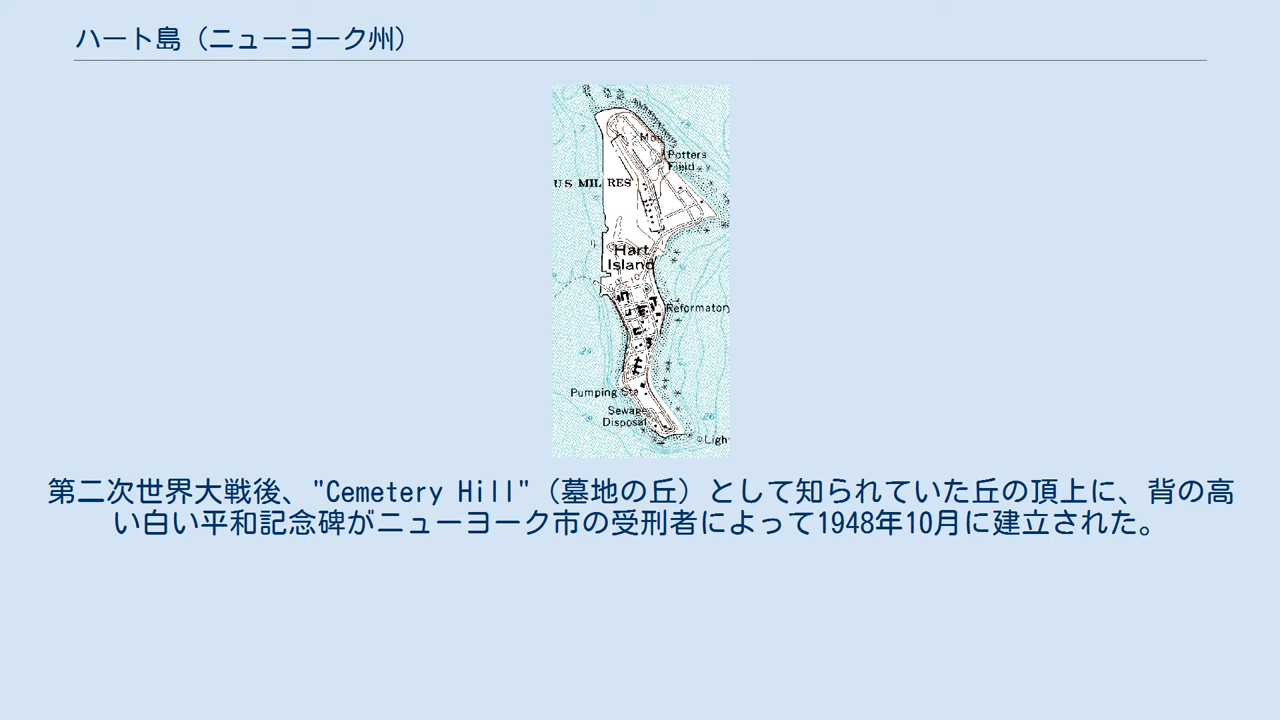 ハート島（ニューヨーク州）
Potters
Field
US MIL RES
Hart
Island
Reformatory
Pumping Sta
Sewage
Disposal
第二次世界大戦後、"Cemetery Hill"（墓地の丘）として知られていた丘の頂上に、背の高
い白い平和記念碑がニューヨーク市の受刑者によって1948年10月に建立された。